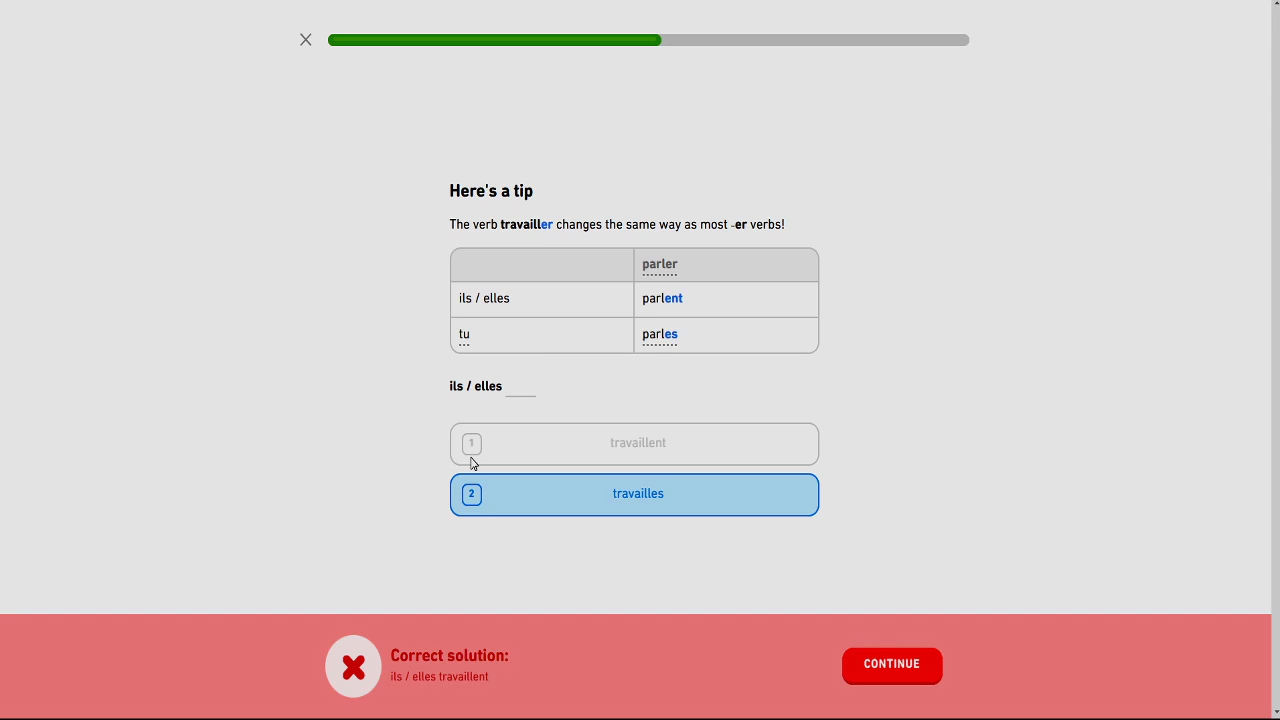 Here's a tip
The verb travailler changes the same way as most -er verbs!
parler
ils / elles parlent
tu parles
ils / elles ____
1 travaillent
2 travailles
Correct solution:
ils / elles travaillent
CONTINUE